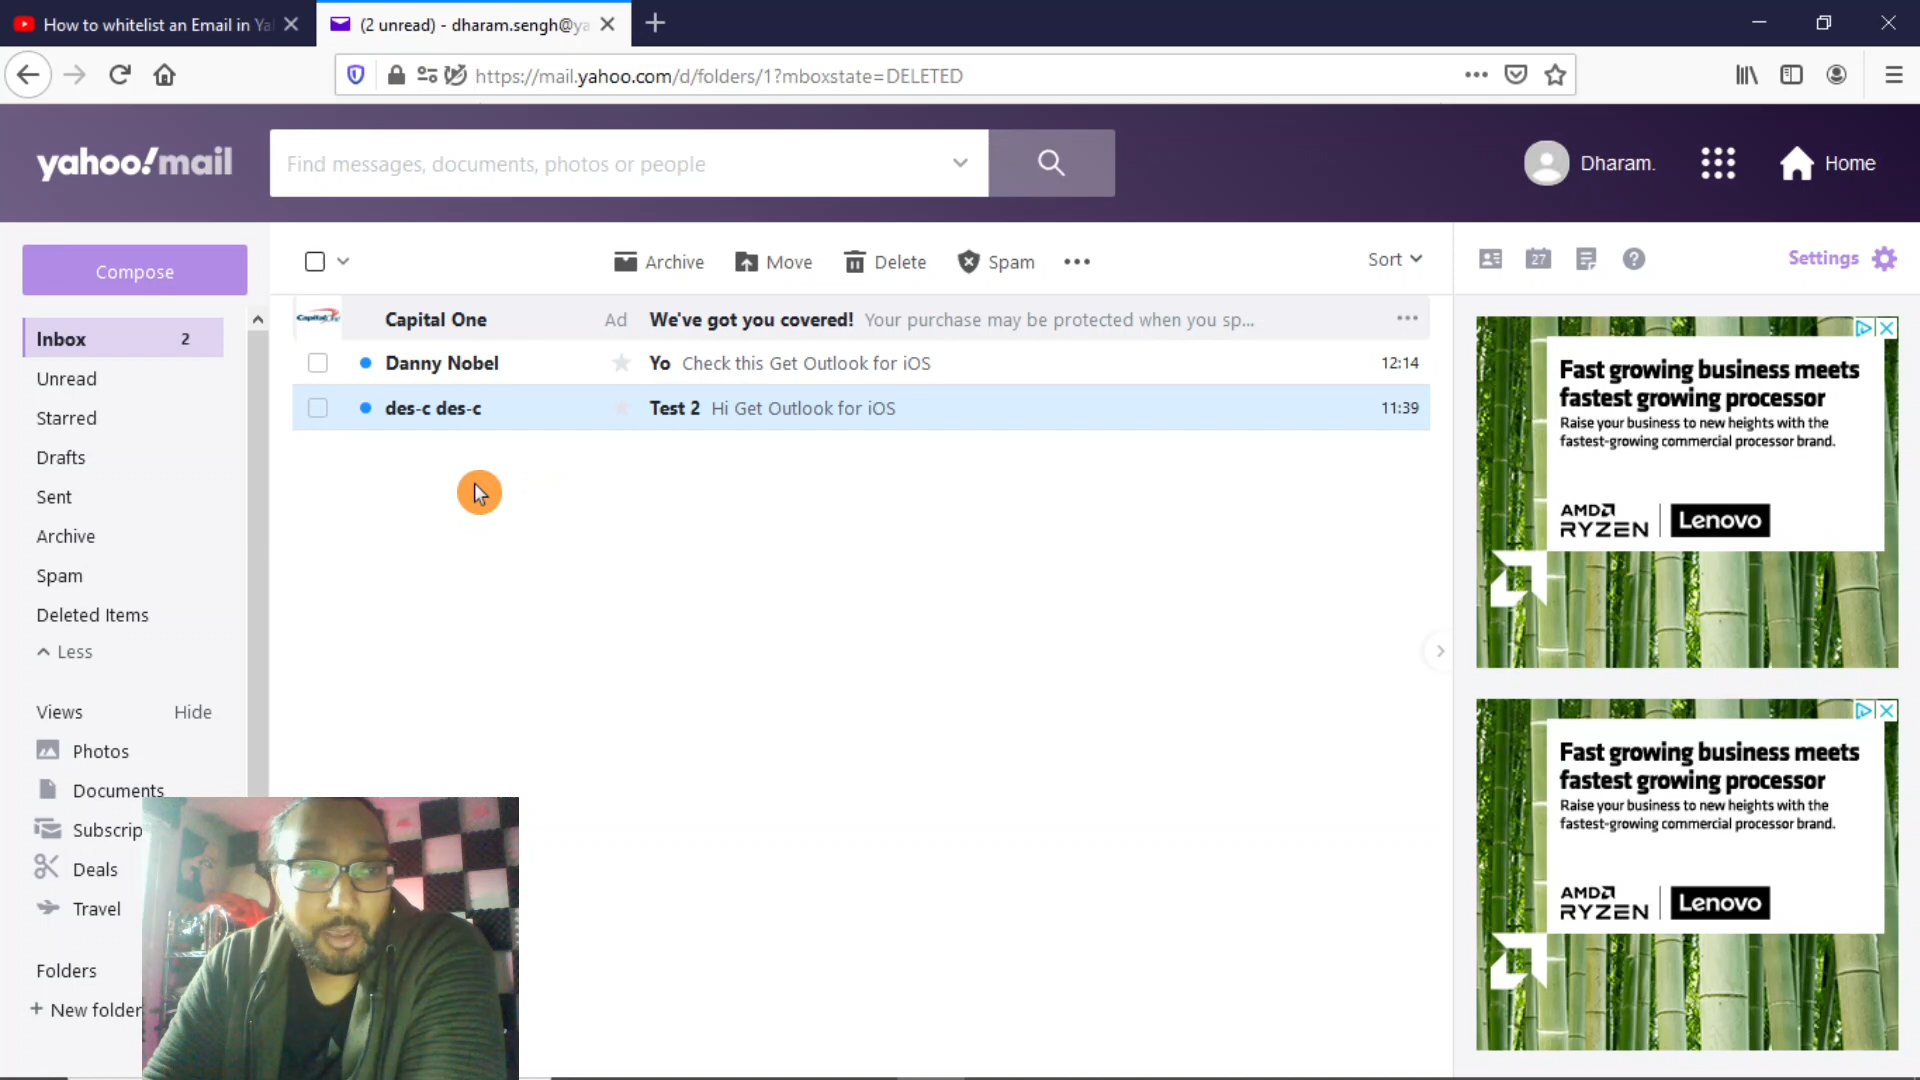 How to whitelist an Email in Ya
(2 unread) - dharam.sengh@ya
https://mail.yahoo.com/d/folders/1?mboxstate=DELETED
yahoo!mail
Find messages, documents, photos or people
Dharam.
Home
Compose
Archive
Move
Delete
Spam
Sort
27
Settings
Inbox 2
Unread
Starred
Drafts
Sent
Archive
Spam
Deleted Items
Less
Views Hide
Photos
Documents
Subscrip
Deals
Travel
Folders
+ New folder
Capital One
Capital One Ad We've got you covered! Your purchase may be protected when you sp...
Danny Nobel Yo Check this Get Outlook for iOS 12:14
des-c des-c Test 2 Hi Get Outlook for iOS 11:39
Fast growing business meets
fastest growing processor
Raise your business to new heights with the
fastest-growing commercial processor brand.
AMD
RYZEN
Lenovo
Fast growing business meets
fastest growing processor
Raise your business to new heights with the
fastest-growing commercial processor brand.
AMD
RYZEN
Lenovo